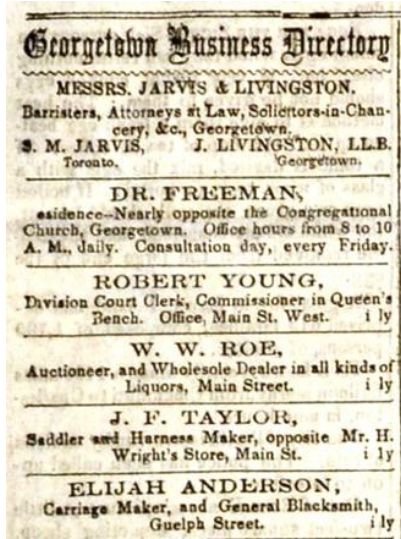 Georgetown Business Directory
MESSRS. JARVIS & LIVINGSTON,
Barristers, Attorneys at Law, Solicitors-in-Chan-
cery, &c., Georgetown.
S. M. JARVIS, J. LIVINGSTON, LL.B.
Toronto. Georgetown.
DR. FREEMAN,
esidence--Nearly opposite the Congregational
Church, Georgetown. Office hours from 8 to 10
A. M., daily. Consultation day, every Friday.
ROBERT YOUNG,
Division Court Clerk, Commissioner in Queen's
Bench. Office, Main St. West. i ly
W. W. ROE,
Auctioneer, and Wholesale Dealer in all kinds of
Liquors, Main Street. i ly
J. F. TAYLOR,
Saddler and Harness Maker, opposite Mr. H.
Wright's Store, Main St. i ly
ELIJAH ANDERSON,
Carriage Maker, and General Blacksmith,
Guelph Street. i ly